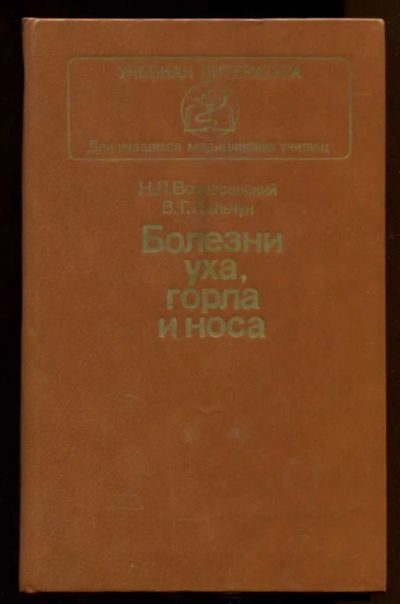 УЧЕБНАЯ ЛИТЕРАТУРА
Для учащихся медицинских училищ
Н.Л.Вознесенский
В.Т.Пальчун
Болезни
уха,
горла
и носа